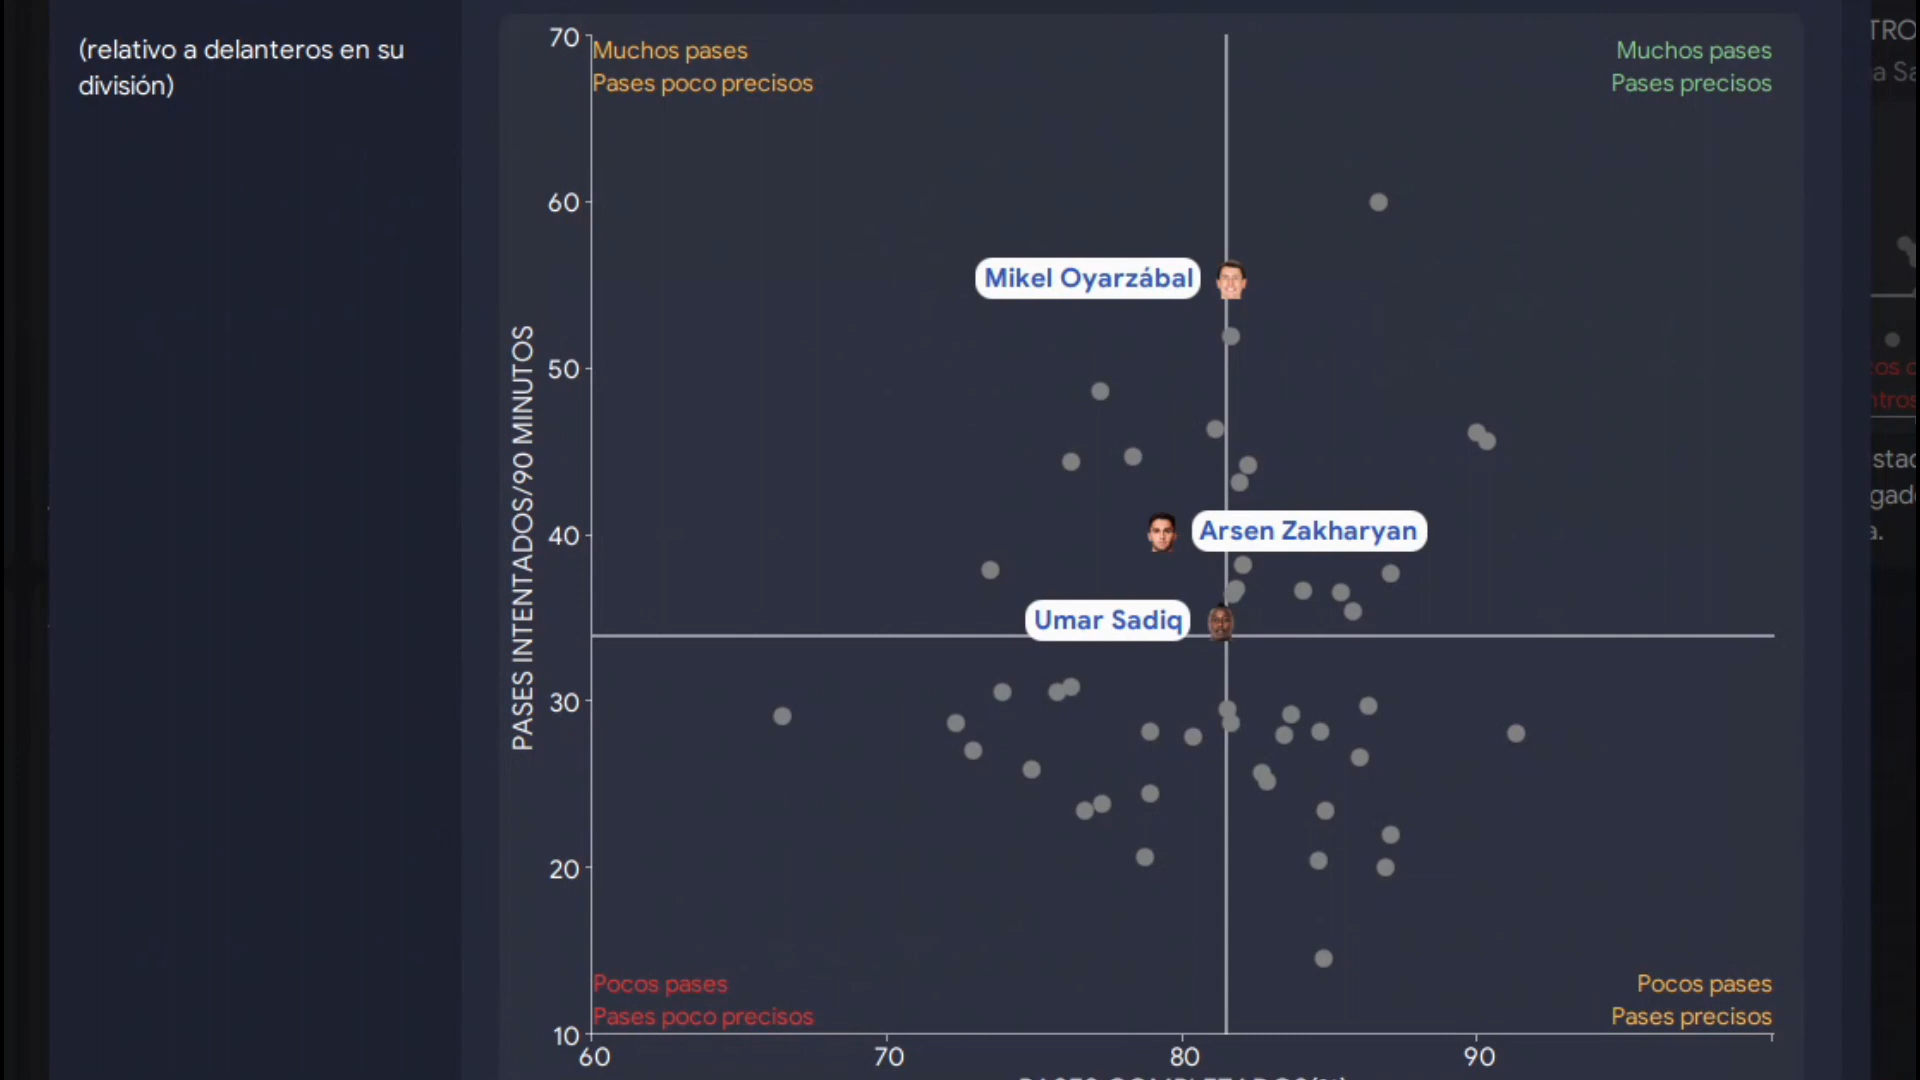 (relativo a delanteros en su
división)
70
Muchos pases
Pases poco precisos
Muchos pases
Pases precisos
60
Mikel Oyarzábal
50
PASES INTENTADOS/90 MINUTOS
40
Arsen Zakharyan
Umar Sadiq
30
20
Pocos pases
Pases poco precisos
Pocos pases
Pases precisos
10
60
70
80
90